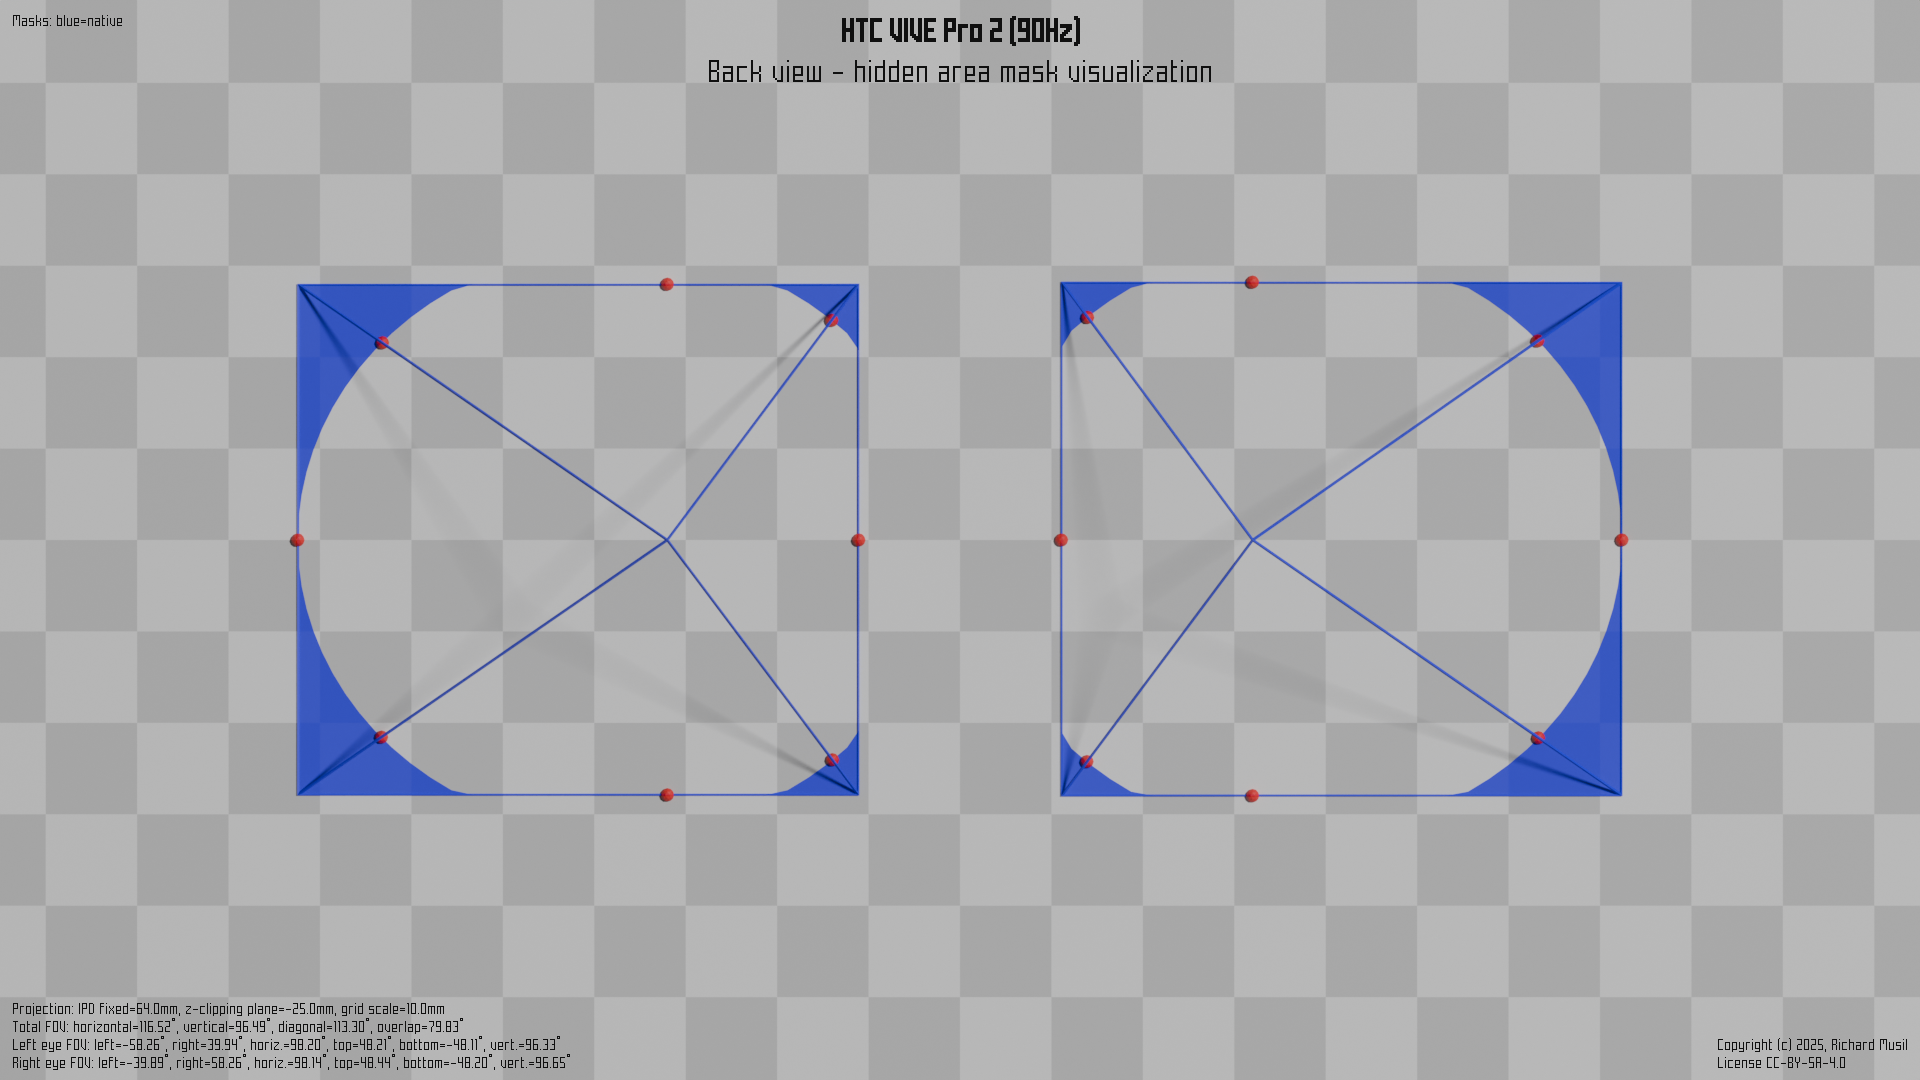 Masks: blue=native
HTC VIVE Pro 2 (90Hz)
Back view - hidden area mask visualization
Projection: IPD fixed=64.0mm, z-clipping plane=-25.0mm, grid scale=10.0mm
Total FOV: horizontal=116.52°, vertical=96.49°, diagonal=113.30°, overlap=79.83°
Left eye FOV: left=-58.26°, right=39.94°, horiz.=98.20°, top=48.21°, bottom=-48.11°, vert.=96.33°
Right eye FOV: left=-39.89°, right=58.26°, horiz.=98.14°, top=48.44°, bottom=-48.20°, vert.=96.65°
Copyright (c) 2025, Richard Musil
License CC-BY-SA-4.0